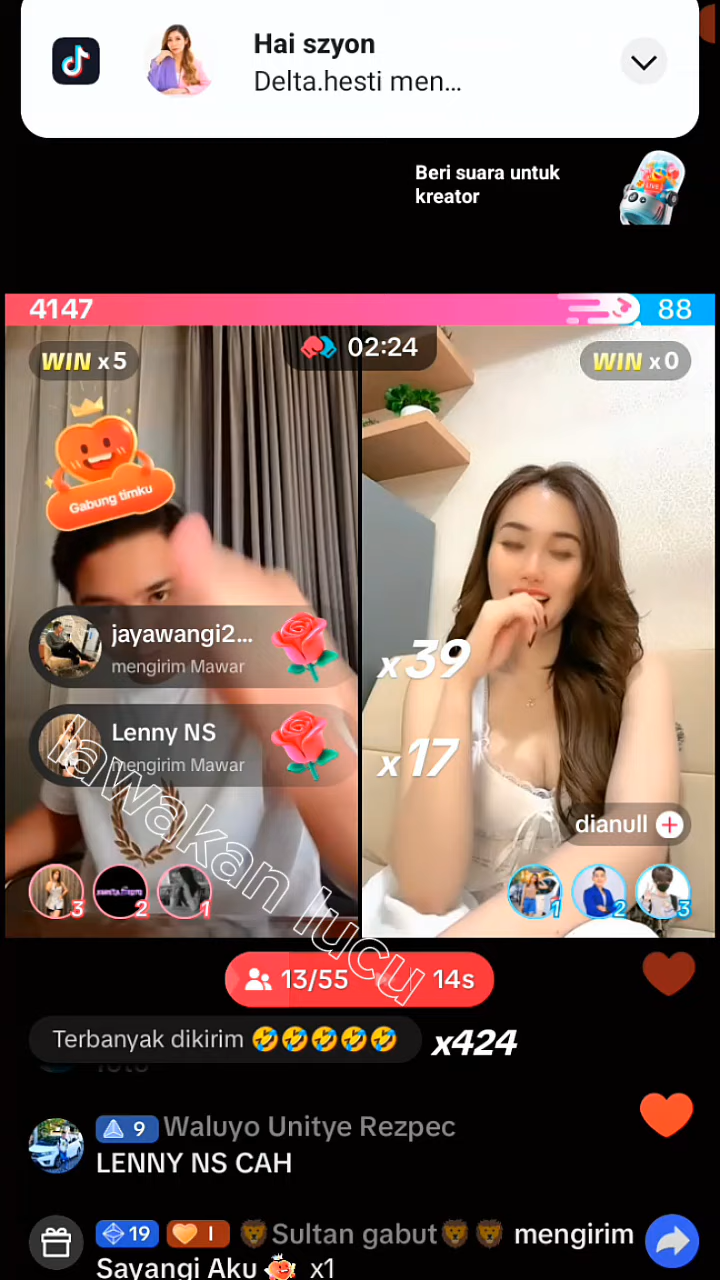 Hai szyon
Delta.hesti men...
Beri suara untuk
kreator
4147
88
WIN x5
02:24
WIN x0
Gabung timku
jayawangi2...
mengirim Mawar
x39
Lenny NS
mengirim Mawar
x17
lawakan lucu
dianull
3
2
1
1
2
3
13/55
14s
Terbanyak dikirim 🤣🤣🤣🤣🤣 x424
9 Waluyo Unitye Rezpec
LENNY NS CAH
19 I 🦁Sultan gabut🦁🦁 mengirim
Sayangi Aku x1